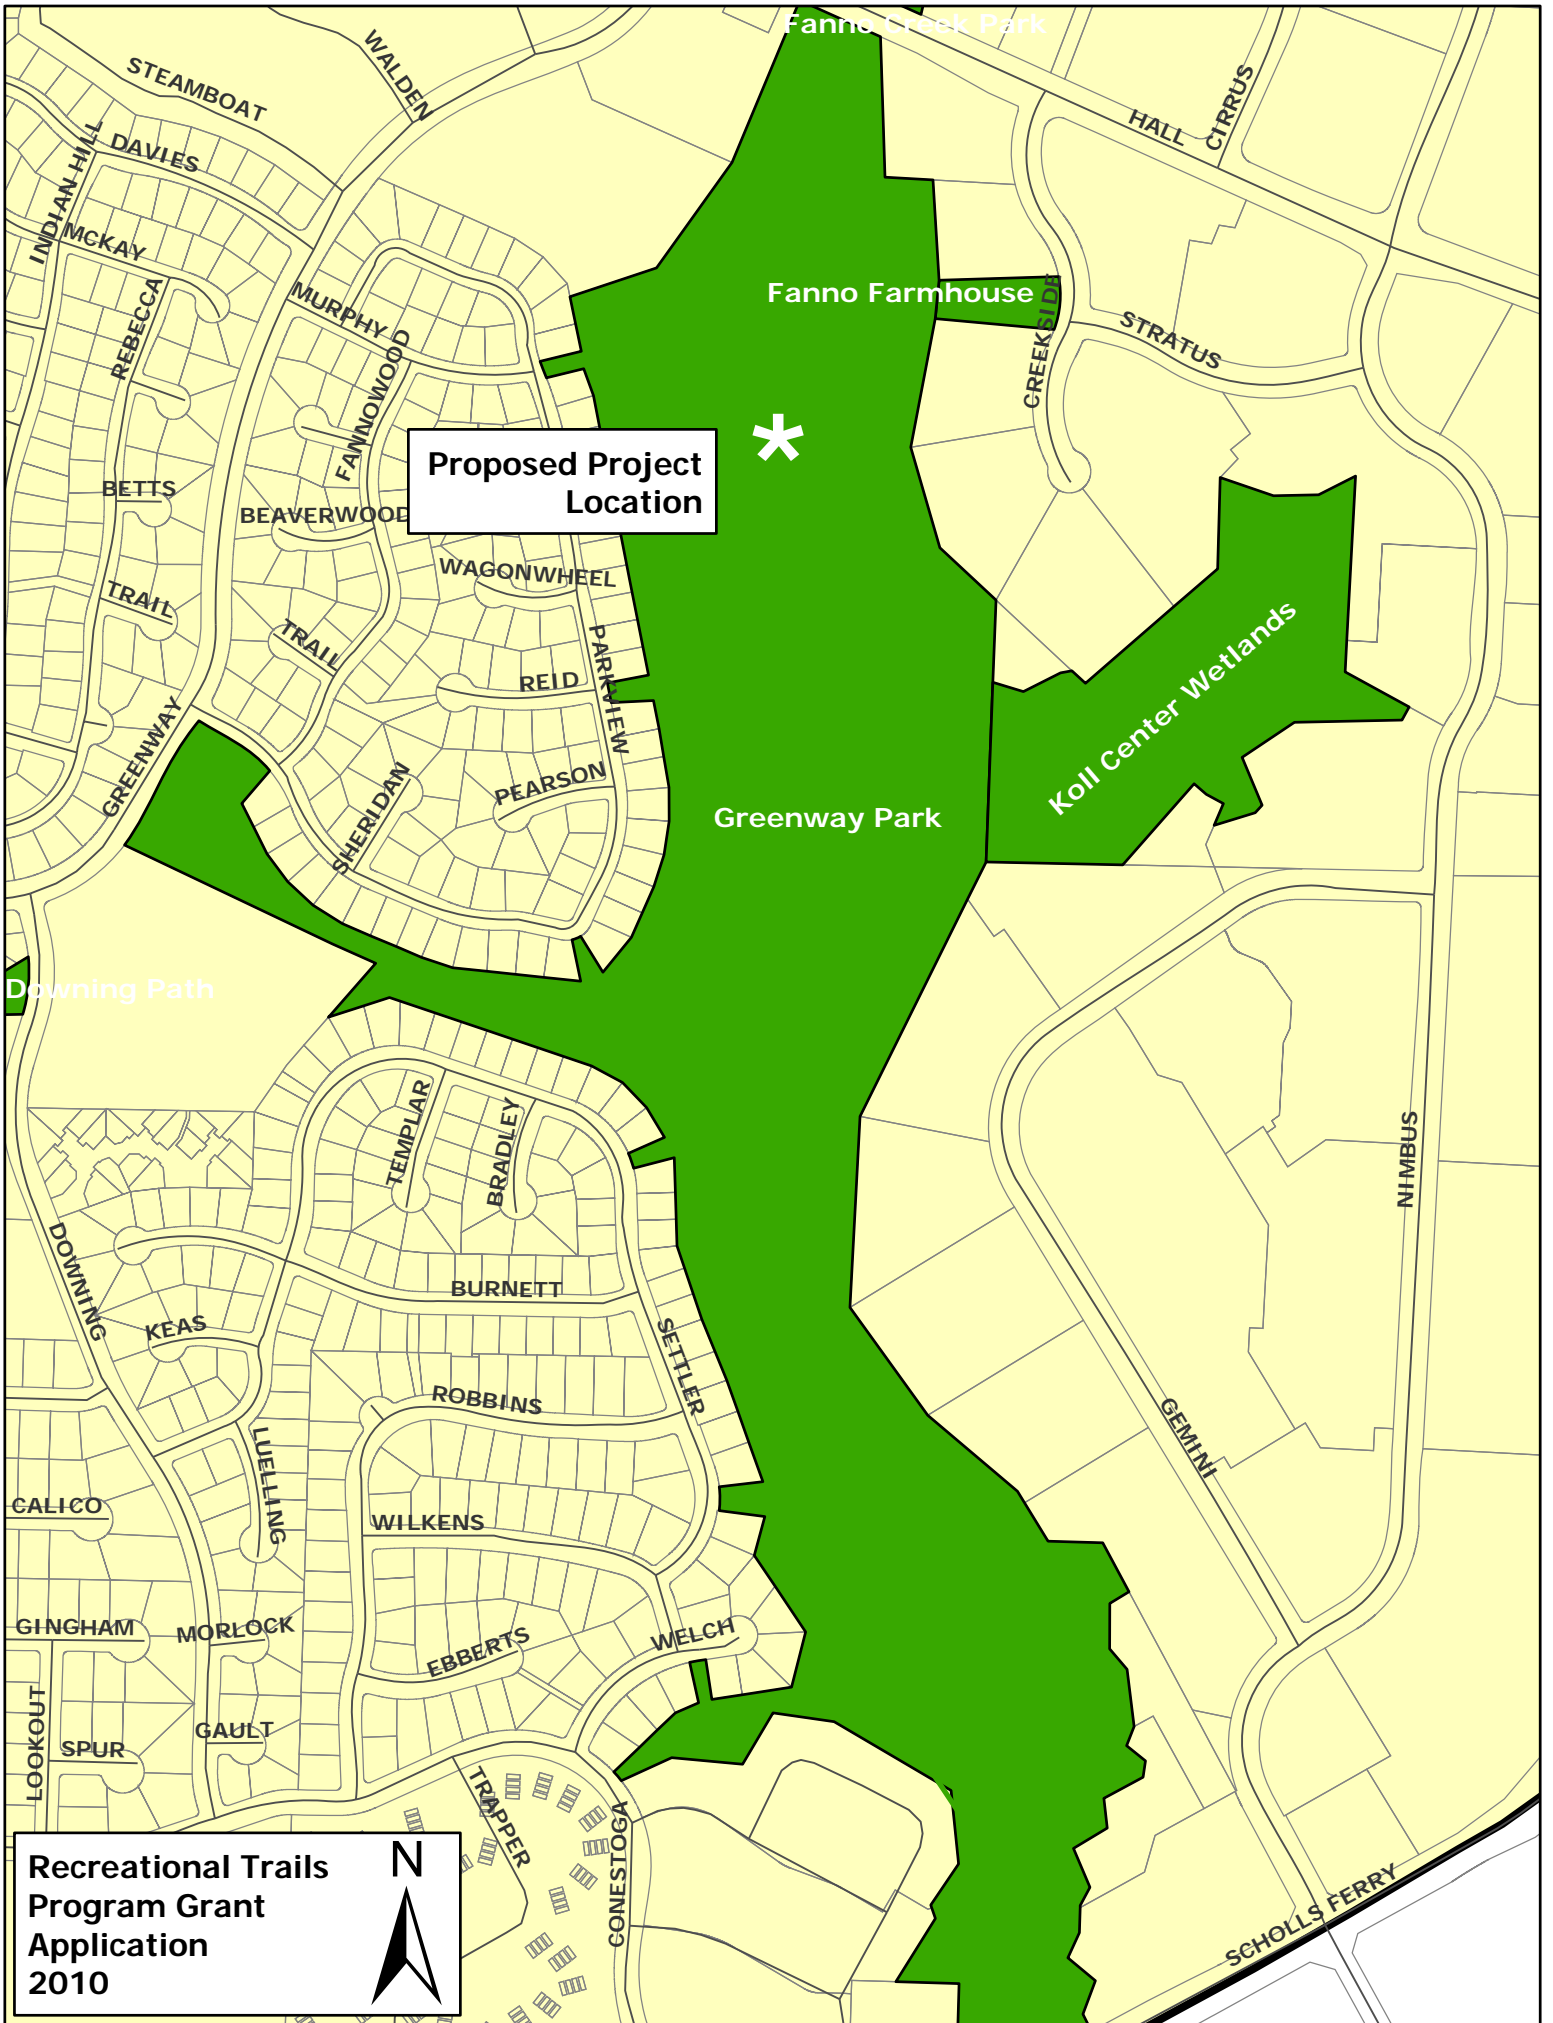 Fanno Creek Park
WALDEN
STEAMBOAT
CIRRUS
HALL
DAVIES
INDIAN HILL
MCKAY
REBECCA
MURPHY
Fanno Farmhouse
CREEKSIDE
STRATUS
FANNOWOOD
*
Proposed Project
Location
BETTS
BEAVERWOOD
WAGONWHEEL
TRAIL
TRAIL
PARKVIEW
REID
Koll Center Wetlands
GREENWAY
SHERIDAN
PEARSON
Greenway Park
Downing Path
TEMPLAR
BRADLEY
NIMBUS
DOWNING
BURNETT
KEAS
SETTLER
ROBBINS
GEMINI
LUELLING
CALICO
WILKENS
GINGHAM
MORLOCK
EBBERTS
WELCH
LOOKOUT
GAULT
SPUR
TRAPPER
CONESTOGA
SCHOLLS FERRY
Recreational Trails
Program Grant
Application
2010
N